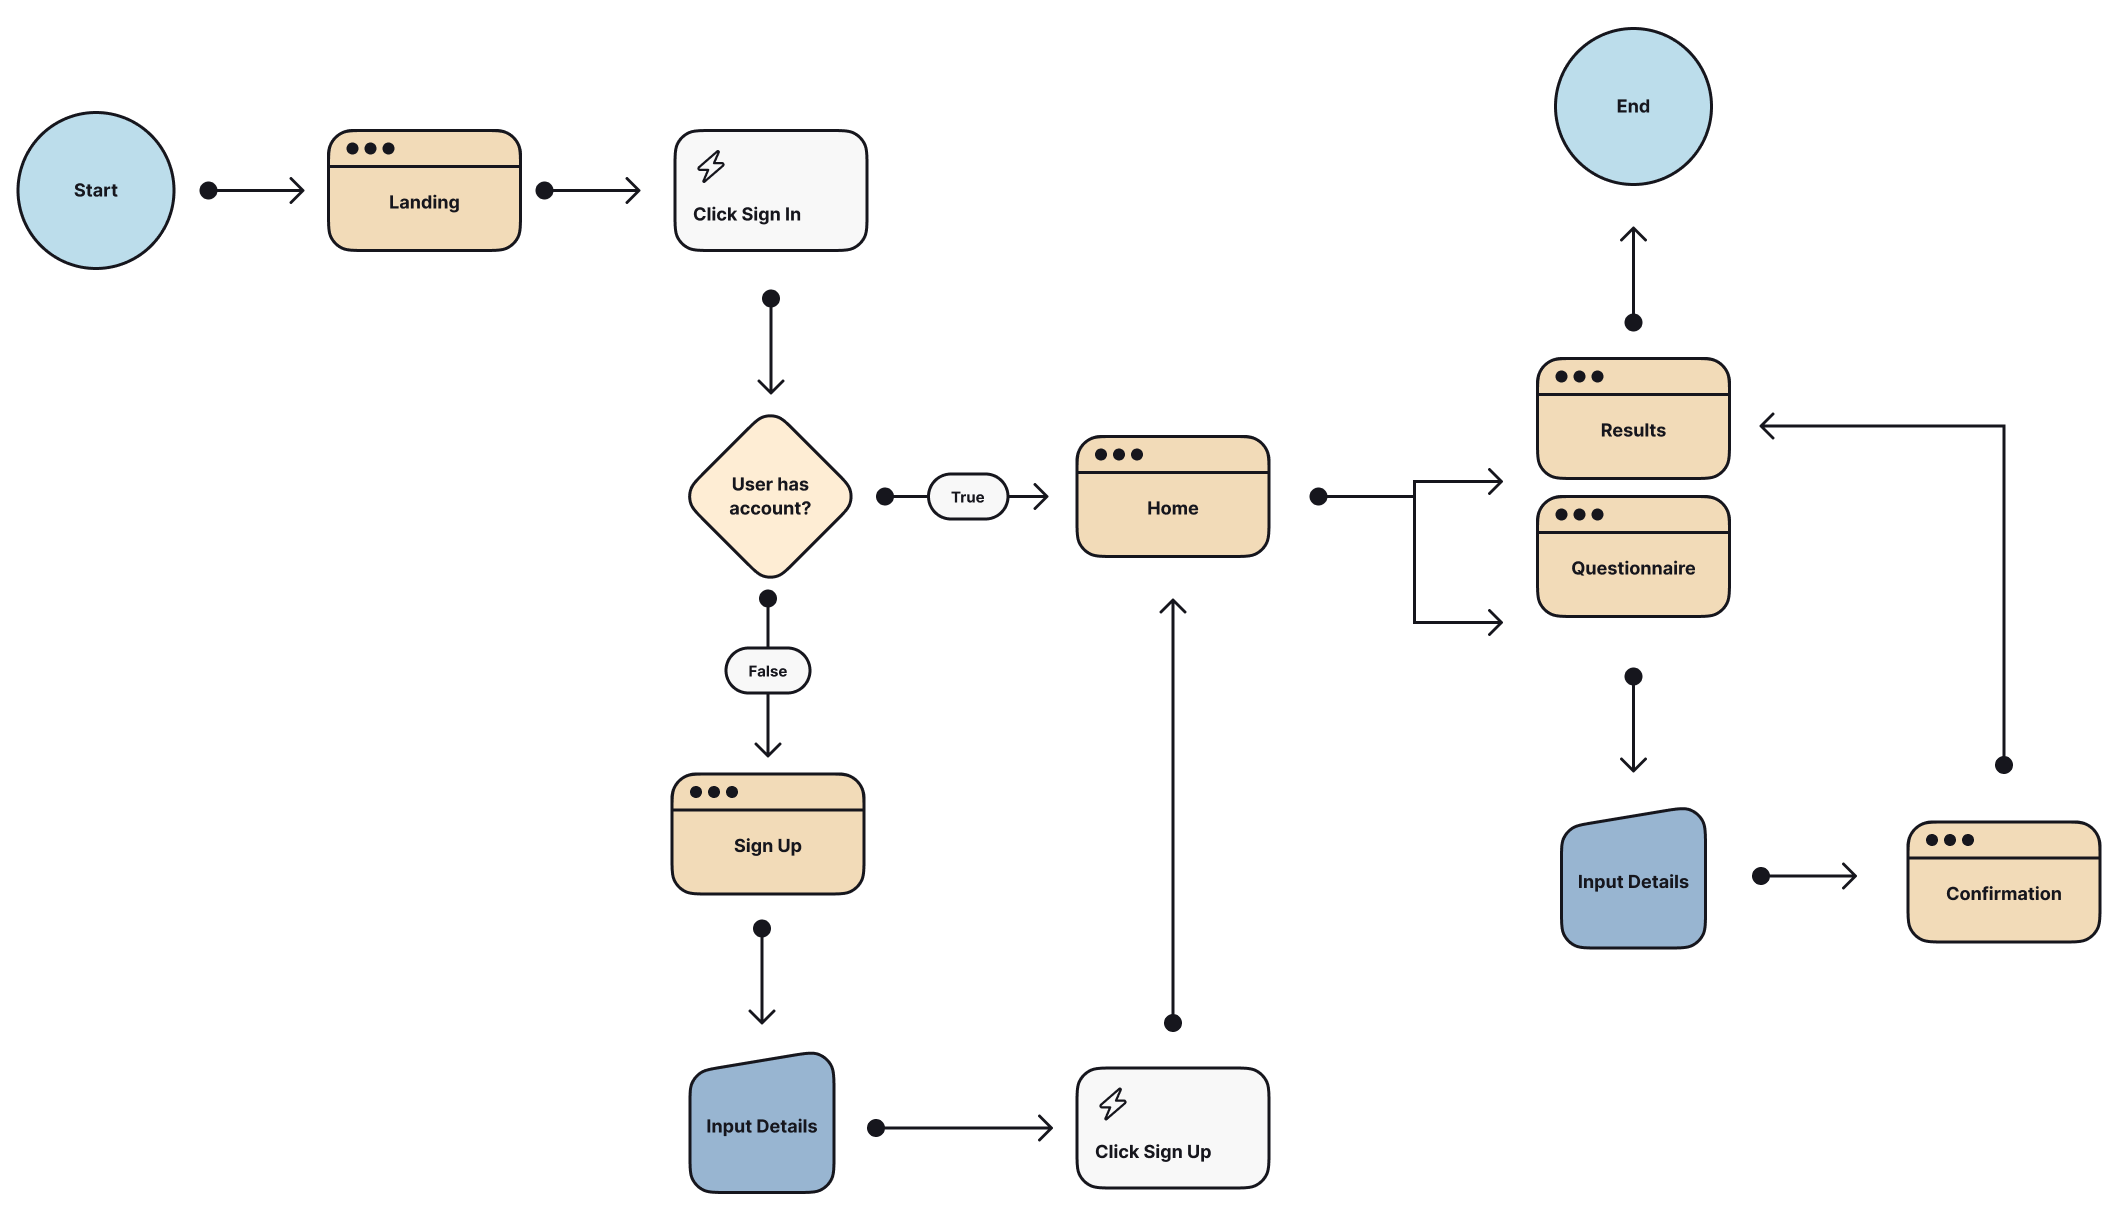 Start
Landing
Click Sign In
User has
account?
True
Home
False
Sign Up
Input Details
Click Sign Up
End
Results
Questionnaire
Input Details
Confirmation